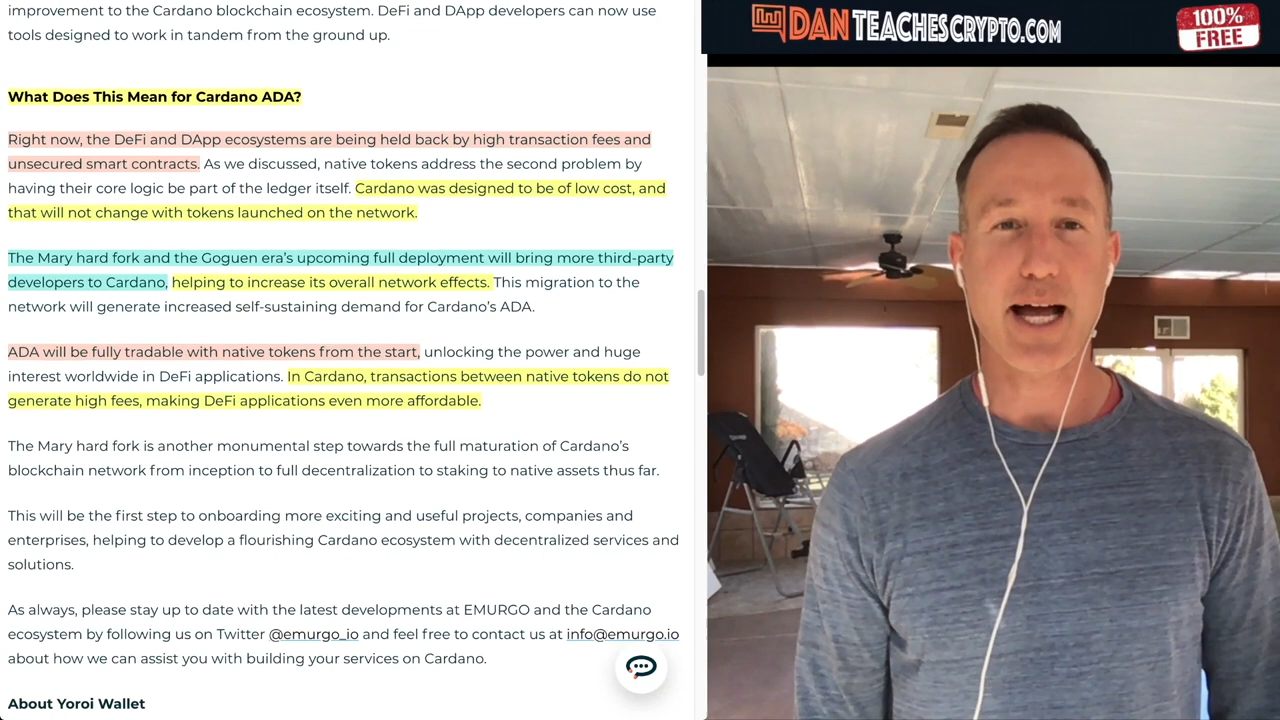 improvement to the Cardano blockchain ecosystem. DeFi and DApp developers can now use
tools designed to work in tandem from the ground up.
What Does This Mean for Cardano ADA?
Right now, the DeFi and DApp ecosystems are being held back by high transaction fees and
unsecured smart contracts. As we discussed, native tokens address the second problem by
having their core logic be part of the ledger itself. Cardano was designed to be of low cost, and
that will not change with tokens launched on the network.
The Mary hard fork and the Goguen era’s upcoming full deployment will bring more third-party
developers to Cardano, helping to increase its overall network effects. This migration to the
network will generate increased self-sustaining demand for Cardano’s ADA.
ADA will be fully tradable with native tokens from the start, unlocking the power and huge
interest worldwide in DeFi applications. In Cardano, transactions between native tokens do not
generate high fees, making DeFi applications even more affordable.
The Mary hard fork is another monumental step towards the full maturation of Cardano’s
blockchain network from inception to full decentralization to staking to native assets thus far.
This will be the first step to onboarding more exciting and useful projects, companies and
enterprises, helping to develop a flourishing Cardano ecosystem with decentralized services and
solutions.
As always, please stay up to date with the latest developments at EMURGO and the Cardano
ecosystem by following us on Twitter @emurgo_io and feel free to contact us at info@emurgo.io
about how we can assist you with building your services on Cardano.
About Yoroi Wallet
DANTEACHESCRYPTO.COM
100%
FREE